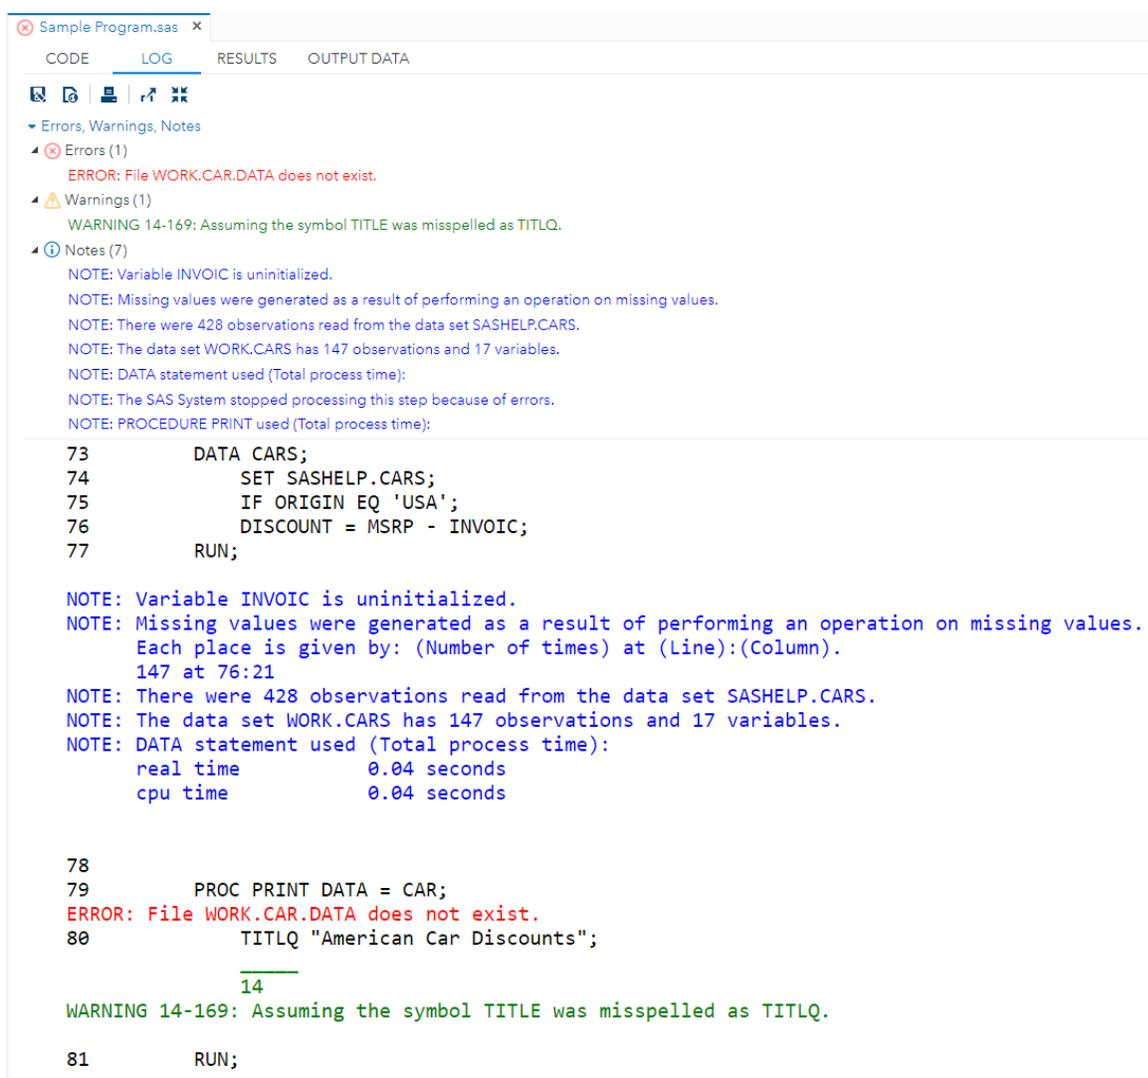 Sample Program.sas ×
CODE LOG RESULTS OUTPUT DATA
Errors, Warnings, Notes
Errors (1)
ERROR: File WORK.CAR.DATA does not exist.
Warnings (1)
WARNING 14-169: Assuming the symbol TITLE was misspelled as TITLQ.
Notes (7)
NOTE: Variable INVOIC is uninitialized.
NOTE: Missing values were generated as a result of performing an operation on missing values.
NOTE: There were 428 observations read from the data set SASHELP.CARS.
NOTE: The data set WORK.CARS has 147 observations and 17 variables.
NOTE: DATA statement used (Total process time):
NOTE: The SAS System stopped processing this step because of errors.
NOTE: PROCEDURE PRINT used (Total process time):
73 DATA CARS;
74 SET SASHELP.CARS;
75 IF ORIGIN EQ 'USA';
76 DISCOUNT = MSRP - INVOIC;
77 RUN;
NOTE: Variable INVOIC is uninitialized.
NOTE: Missing values were generated as a result of performing an operation on missing values.
Each place is given by: (Number of times) at (Line):(Column).
147 at 76:21
NOTE: There were 428 observations read from the data set SASHELP.CARS.
NOTE: The data set WORK.CARS has 147 observations and 17 variables.
NOTE: DATA statement used (Total process time):
real time 0.04 seconds
cpu time 0.04 seconds
78
79 PROC PRINT DATA = CAR;
ERROR: File WORK.CAR.DATA does not exist.
80 TITLQ "American Car Discounts";
_____
14
WARNING 14-169: Assuming the symbol TITLE was misspelled as TITLQ.
81 RUN;